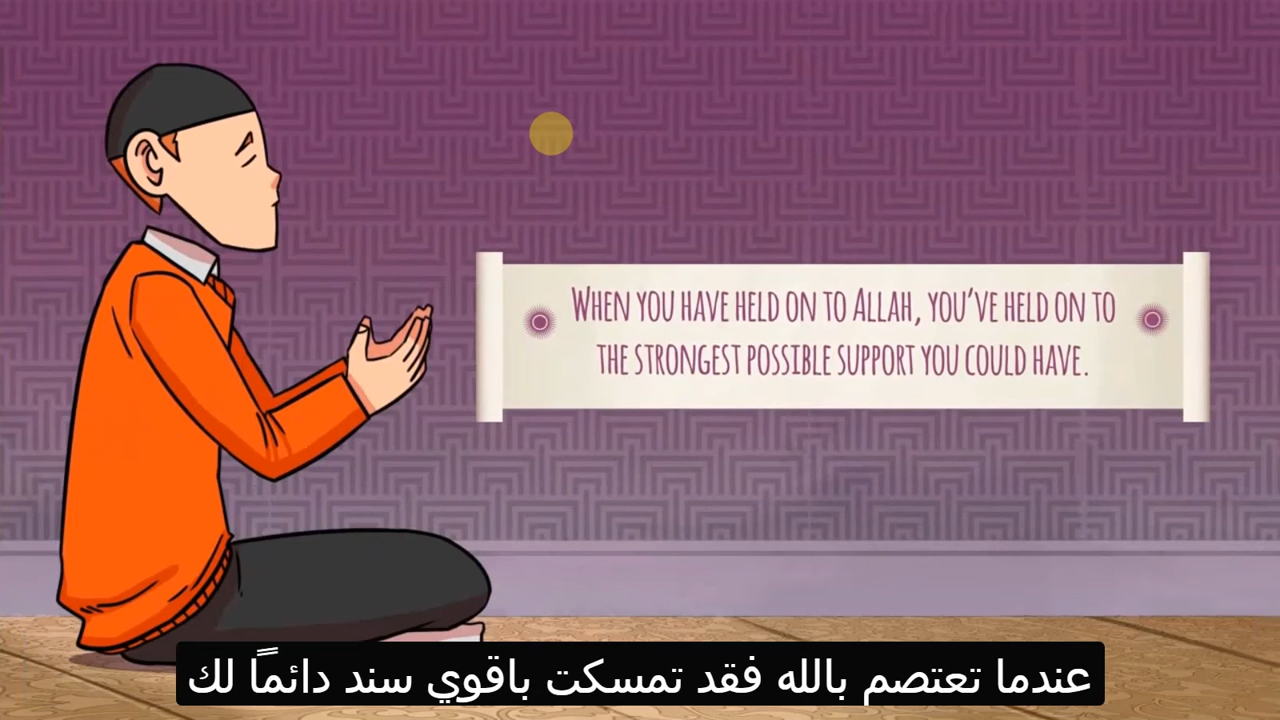 When you have held on to Allah, you've held on to
the strongest possible support you could have.
عندما تعتصم بالله فقد تمسكت باقوي سند دائمًا لك